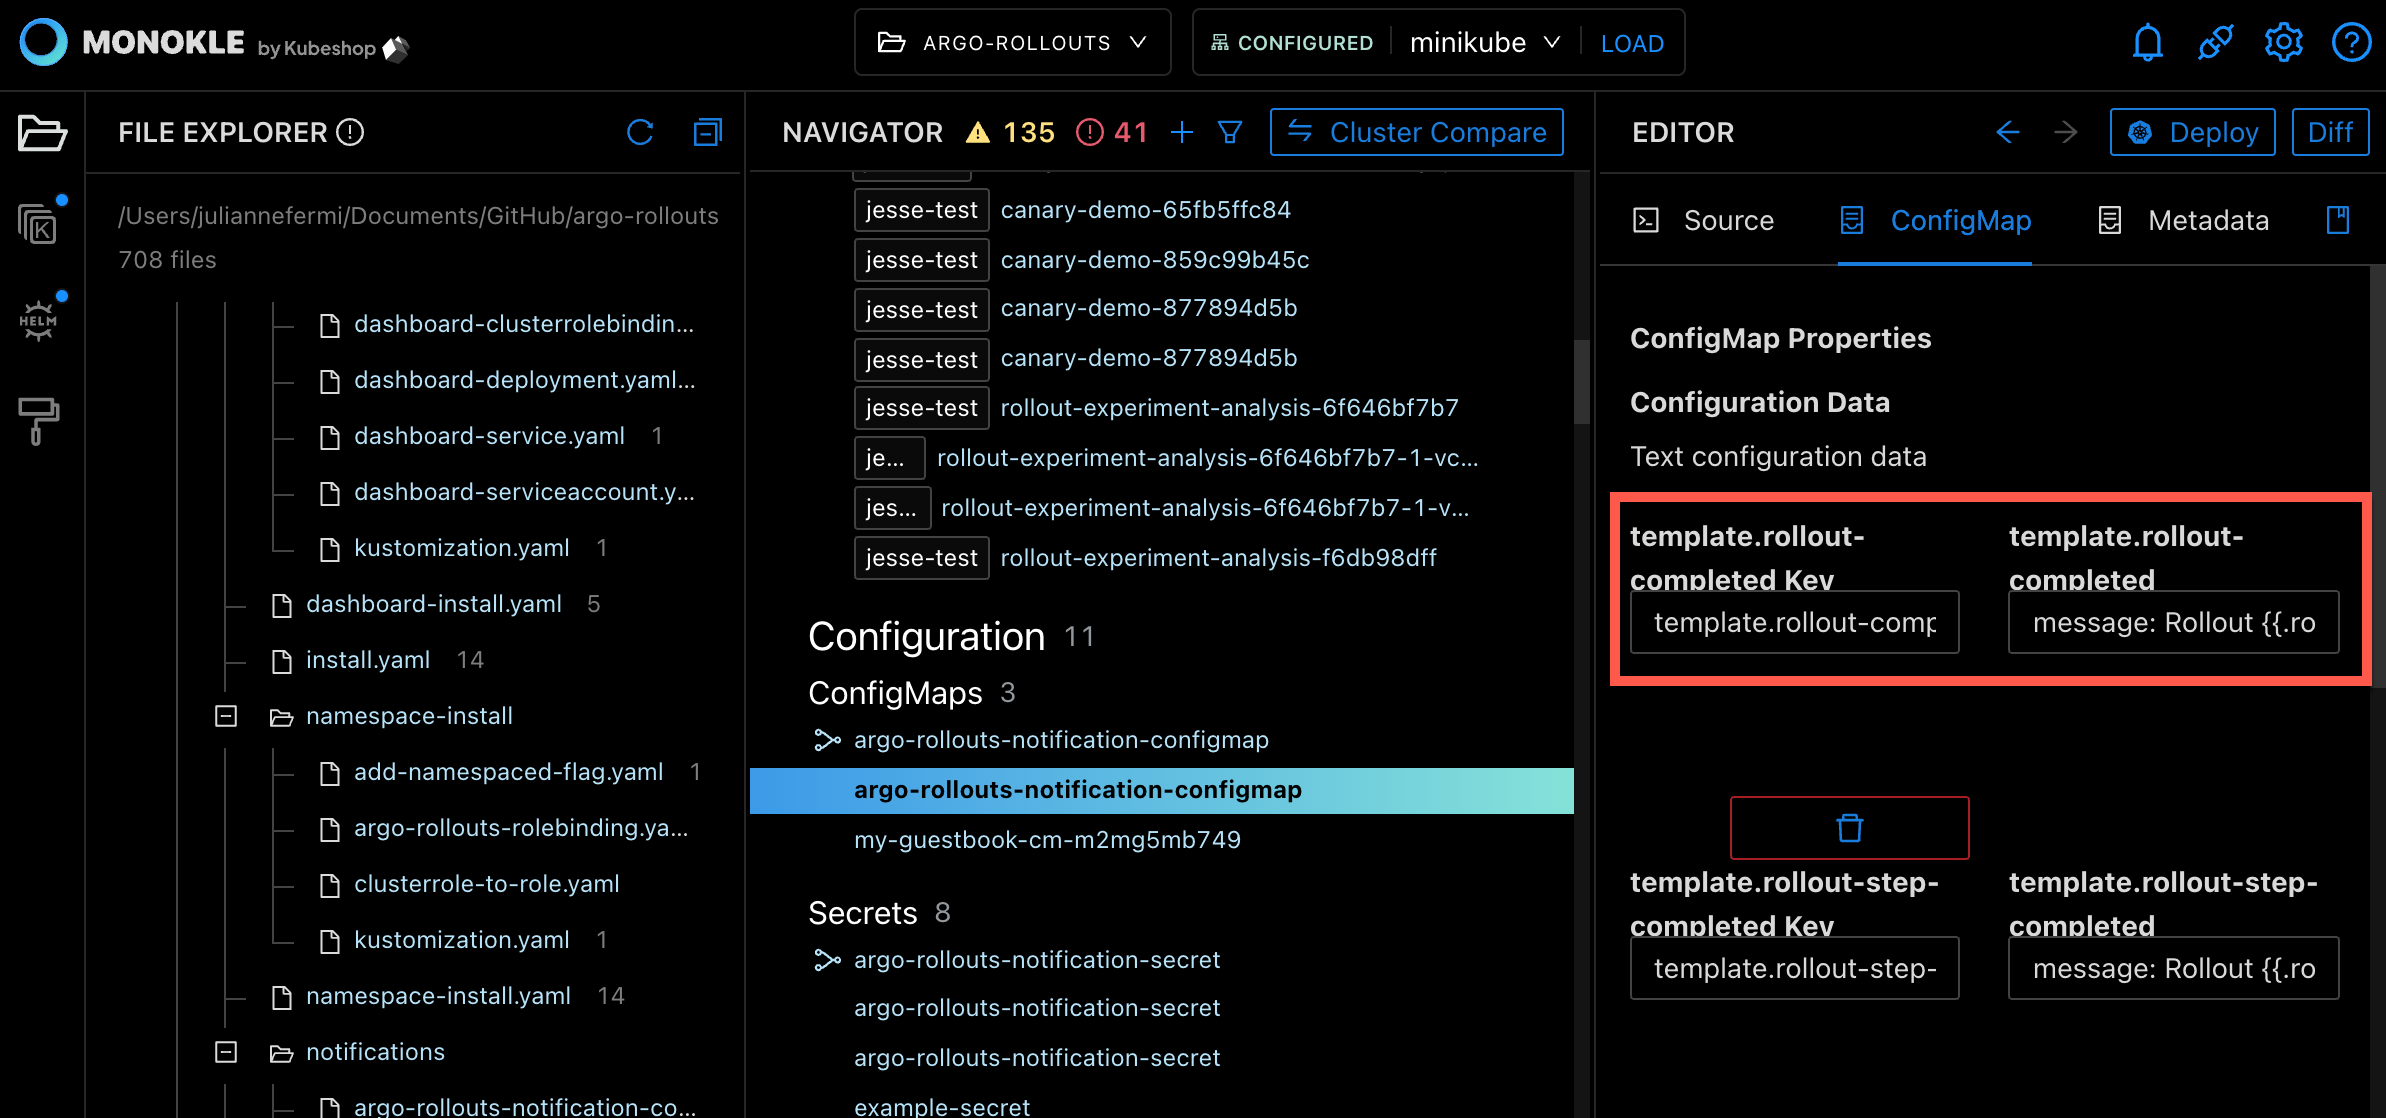 MONOKLE by Kubeshop
ARGO-ROLLOUTS
CONFIGURED
minikube
LOAD
FILE EXPLORER
/Users/juliannefermi/Documents/GitHub/argo-rollouts
708 files
K
HELM
dashboard-clusterrolebindin...
dashboard-deployment.yaml...
dashboard-service.yaml 1
dashboard-serviceaccount.y...
kustomization.yaml 1
dashboard-install.yaml 5
install.yaml 14
namespace-install
add-namespaced-flag.yaml 1
argo-rollouts-rolebinding.ya...
clusterrole-to-role.yaml
kustomization.yaml 1
namespace-install.yaml 14
notifications
argo-rollouts-notification-co...
NAVIGATOR 135 41
Cluster Compare
jesse-test canary-demo-65fb5ffc84
jesse-test canary-demo-859c99b45c
jesse-test canary-demo-877894d5b
jesse-test canary-demo-877894d5b
jesse-test rollout-experiment-analysis-6f646bf7b7
je... rollout-experiment-analysis-6f646bf7b7-1-vc...
jes... rollout-experiment-analysis-6f646bf7b7-1-v...
jesse-test rollout-experiment-analysis-f6db98dff
Configuration 11
ConfigMaps 3
argo-rollouts-notification-configmap
argo-rollouts-notification-configmap
my-guestbook-cm-m2mg5mb749
Secrets 8
argo-rollouts-notification-secret
argo-rollouts-notification-secret
argo-rollouts-notification-secret
example-secret
EDITOR
Deploy
Diff
Source
ConfigMap
Metadata
ConfigMap Properties
Configuration Data
Text configuration data
template.rollout-
completed Key
template.rollout-comp
template.rollout-
completed
message: Rollout {{.ro
template.rollout-step-
completed Key
template.rollout-step-
template.rollout-step-
completed
message: Rollout {{.ro